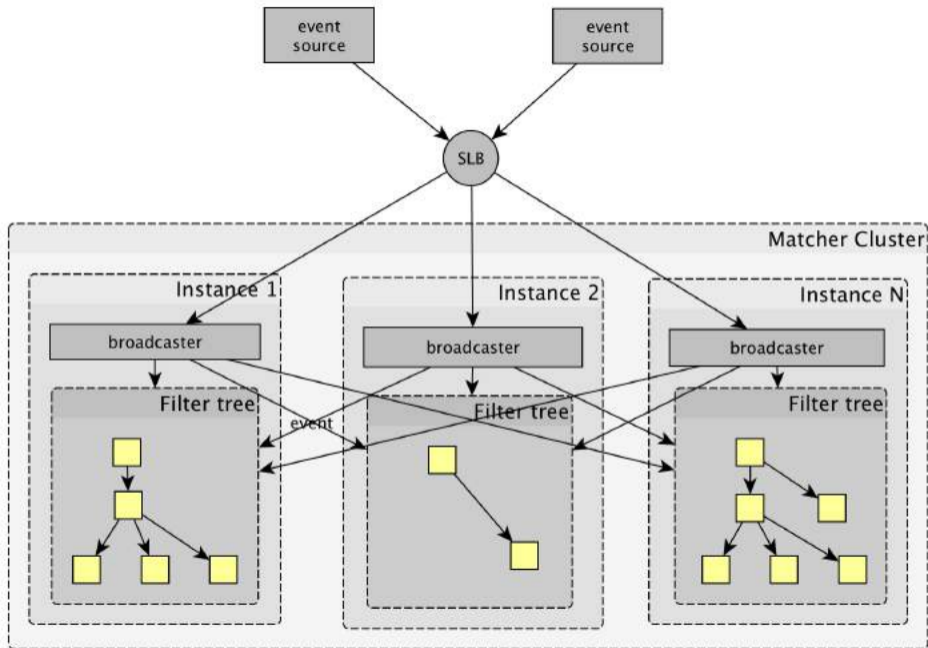 event
source
event
source
SLB
Matcher Cluster
Instance 1
Instance 2
Instance N
broadcaster
broadcaster
broadcaster
Filter tree
Filter tree
Filter tree
event